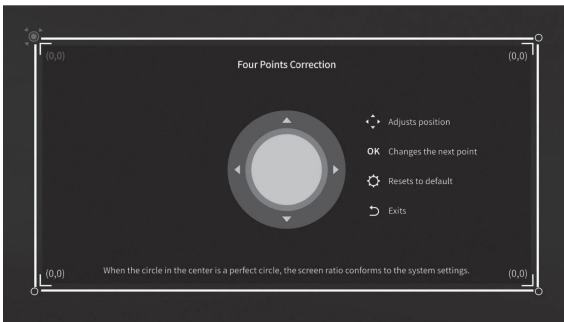 (0,0)
(0,0)
Four Points Correction
Adjusts position
OK Changes the next point
Resets to default
Exits
(0,0)
When the circle in the center is a perfect circle, the screen ratio conforms to the system settings.
(0,0)